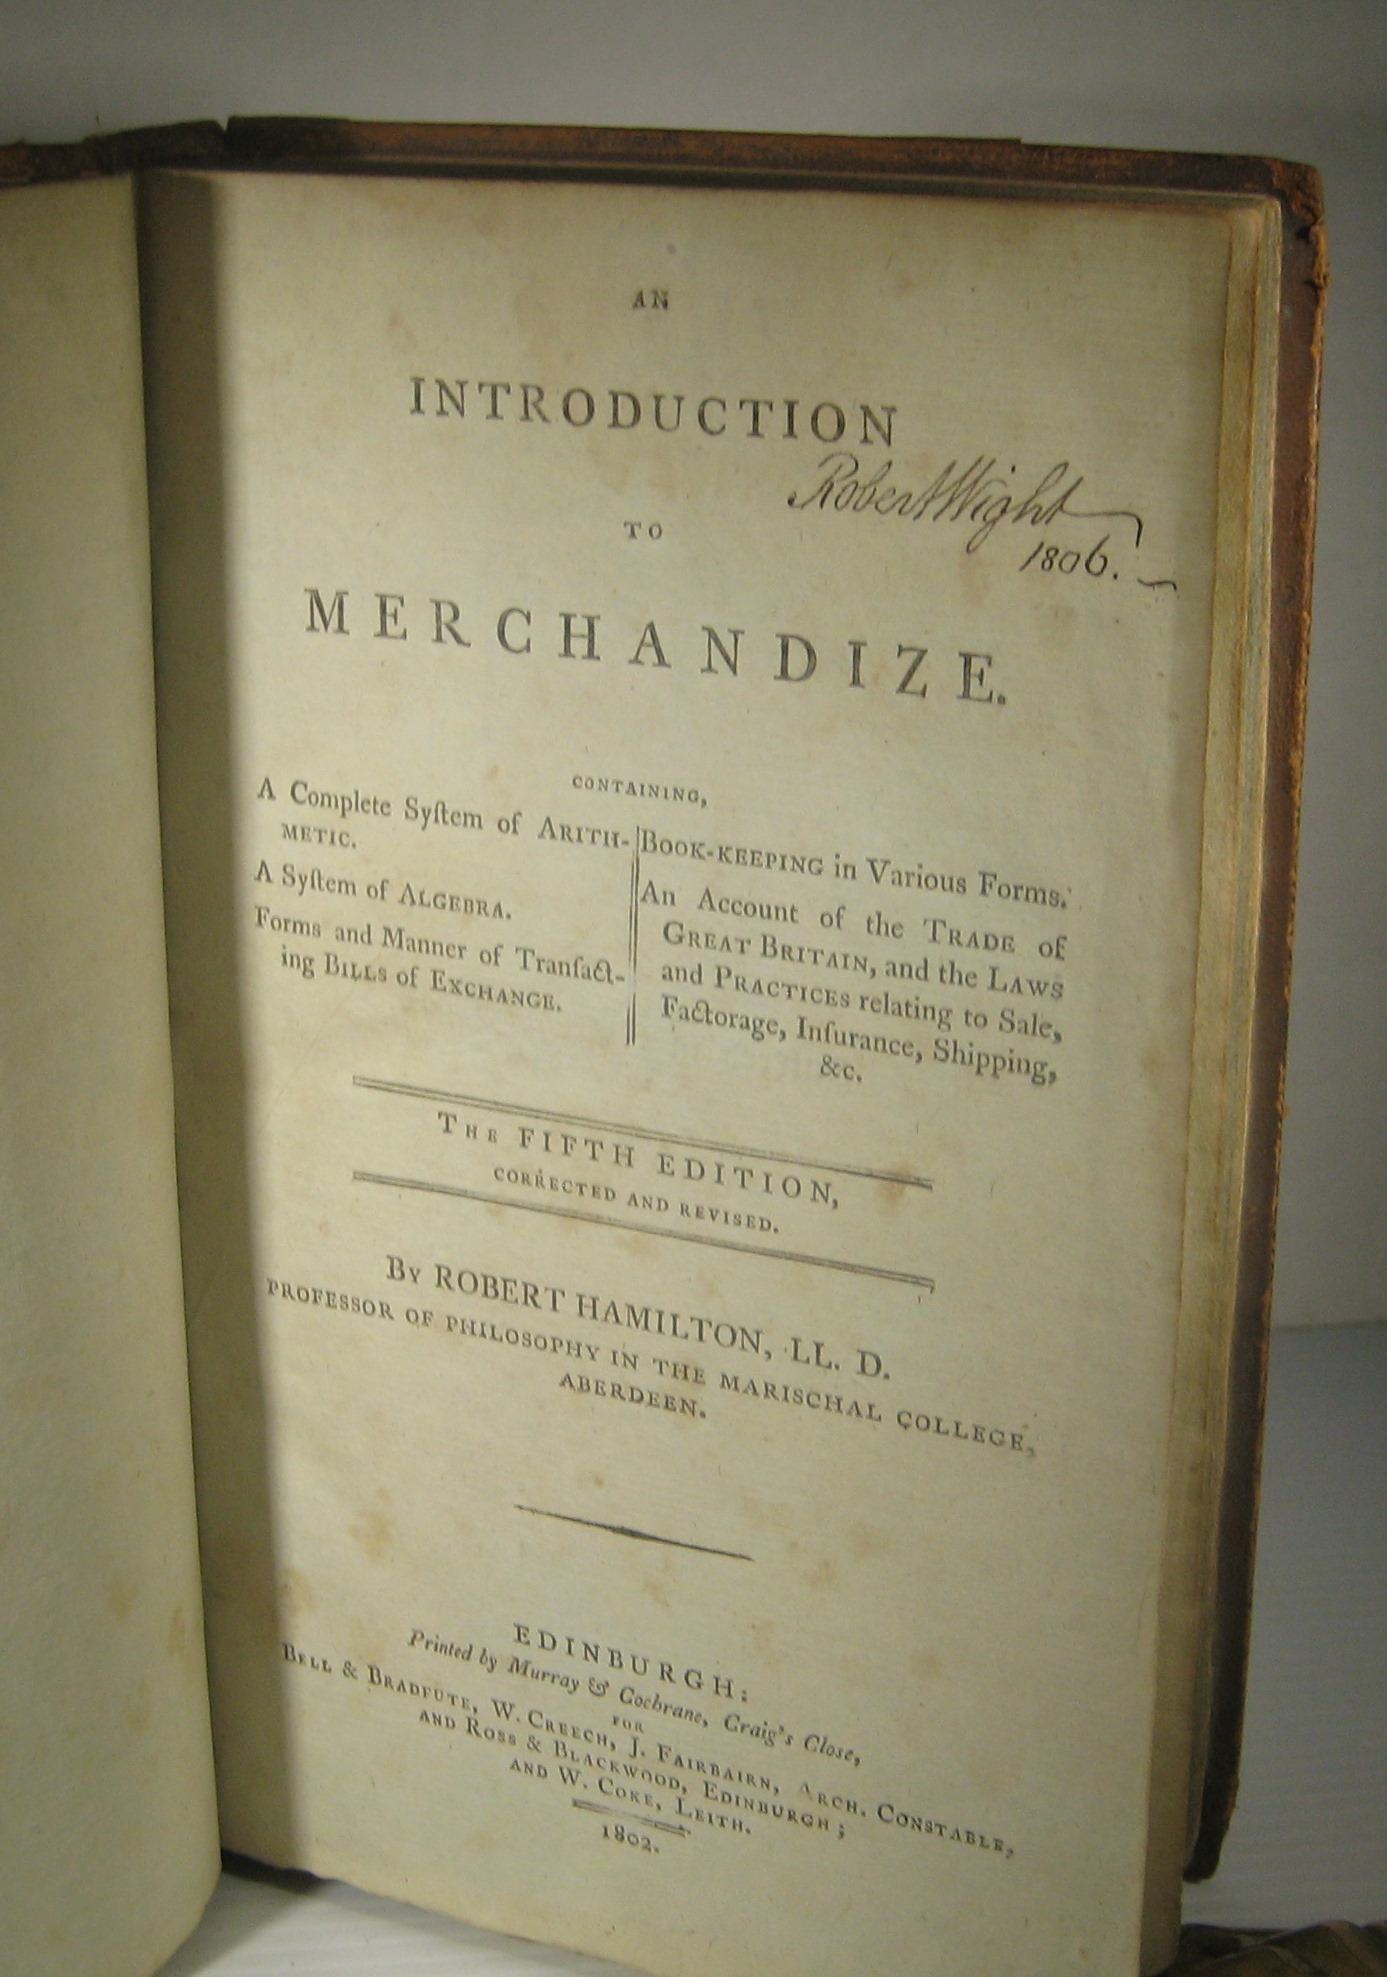 AN
INTRODUCTION
Robert Wight
TO
1806.
MERCHANDIZE.
CONTAINING,
A Complete Syſtem of ARITH-
METIC.
A Syſtem of ALGEBRA.
Forms and Manner of Tranſact-
ing BILLS of EXCHANGE.
BOOK-KEEPING in Various Forms.
An Account of the TRADE of
GREAT BRITAIN, and the LAWS
and PRACTICES relating to Sale,
Factorage, Inſurance, Shipping,
&c.
THE FIFTH EDITION,
CORRECTED AND REVISED.
BY ROBERT HAMILTON, LL. D.
PROFESSOR OF PHILOSOPHY IN THE MARISCHAL COLLEGE,
ABERDEEN.
EDINBURGH:
Printed by Murray & Cochrane, Craig's Close,
FOR
BELL & BRADFUTE, W. CREECH, J. FAIRBAIRN, ARCH. CONSTABLE,
AND ROSS & BLACKWOOD, EDINBURGH;
AND W. COKE, LEITH.
1802.